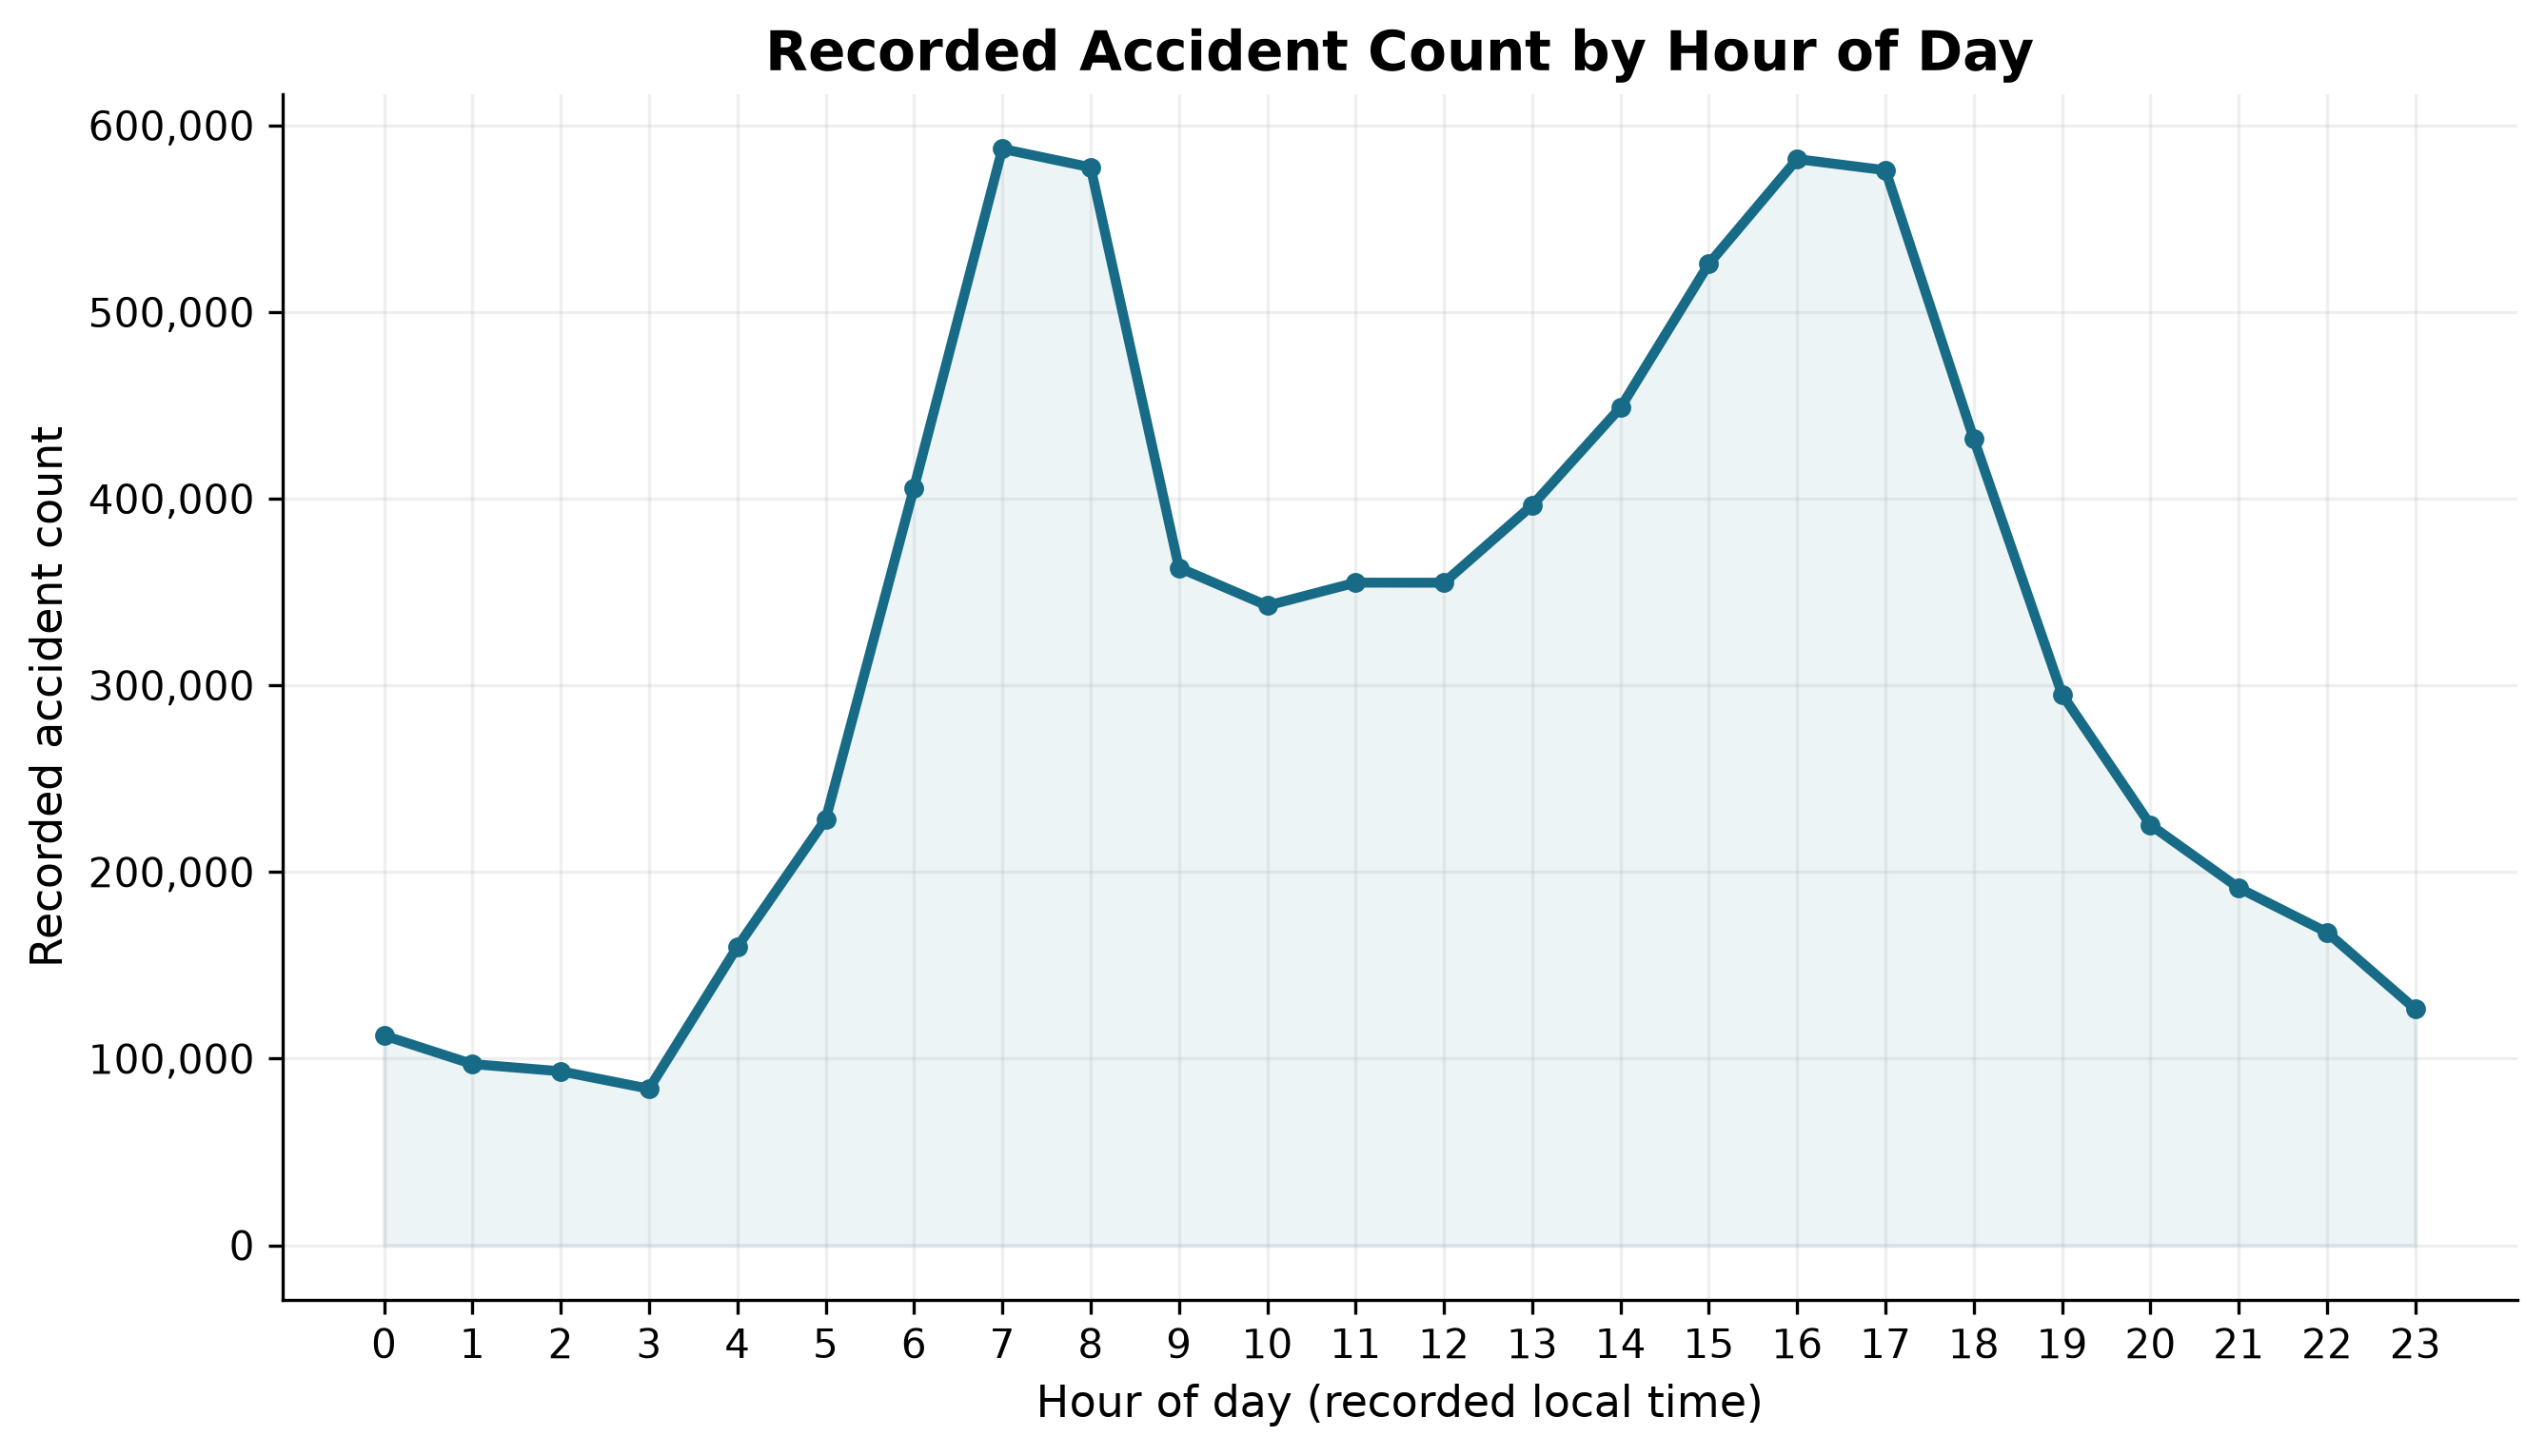 Recorded Accident Count by Hour of Day
Recorded accident count
600,000
500,000
400,000
300,000
200,000
100,000
0
0 1 2 3 4 5 6 7 8 9 10 11 12 13 14 15 16 17 18 19 20 21 22 23
Hour of day (recorded local time)